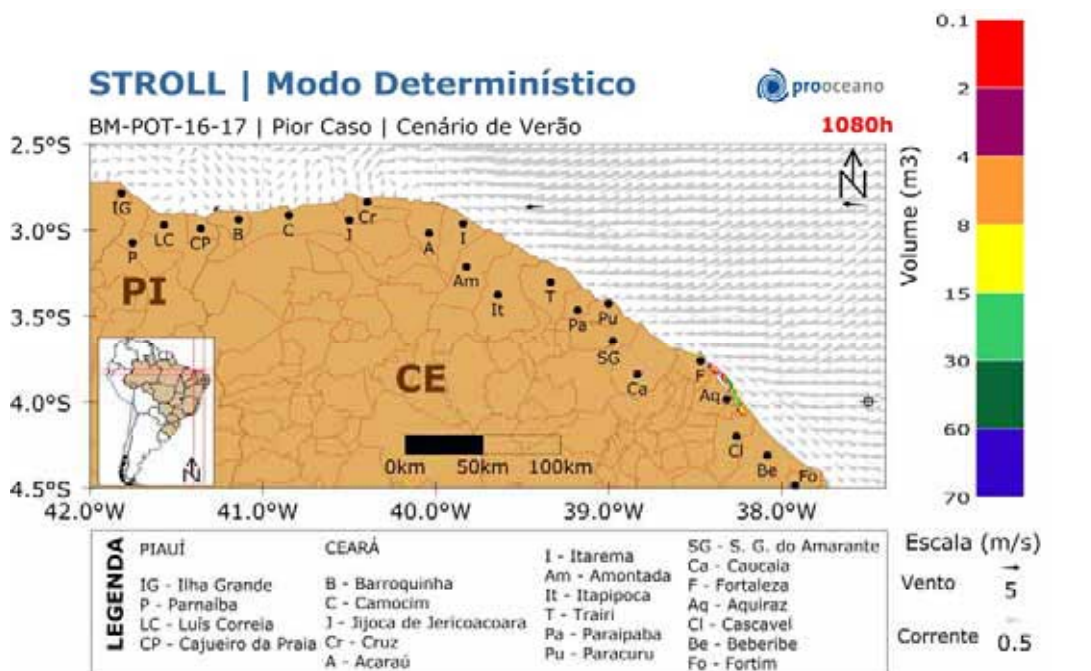 STROLL | Modo Determinístico
prooceano
BM-POT-16-17 | Pior Caso | Cenário de Verão
1080h
N
2.5°S
3.0°S
3.5°S
4.0°S
4.5°S
42.0°W
41.0°W
40.0°W
39.0°W
38.0°W
IG
P
LC
CP
B
C
J
Cr
A
I
Am
It
T
Pa
Pu
SG
Ca
F
Aq
Cl
Be
Fo
PI
CE
0km 50km 100km
N
Volume (m3)
0.1
2
4
8
15
30
60
70
LEGENDA
PIAUÍ
IG - Ilha Grande
P - Parnaíba
LC - Luís Correia
CP - Cajueiro da Praia
CEARÁ
B - Barroquinha
C - Camocim
J - Jijoca de Jericoacoara
Cr - Cruz
A - Acaraú
I - Itarema
Am - Amontada
It - Itapipoca
T - Trairi
Pa - Paraipaba
Pu - Paracuru
SG - S. G. do Amarante
Ca - Caucaia
F - Fortaleza
Aq - Aquiraz
Cl - Cascavel
Be - Beberibe
Fo - Fortim
Escala (m/s)
Vento 5
Corrente 0.5